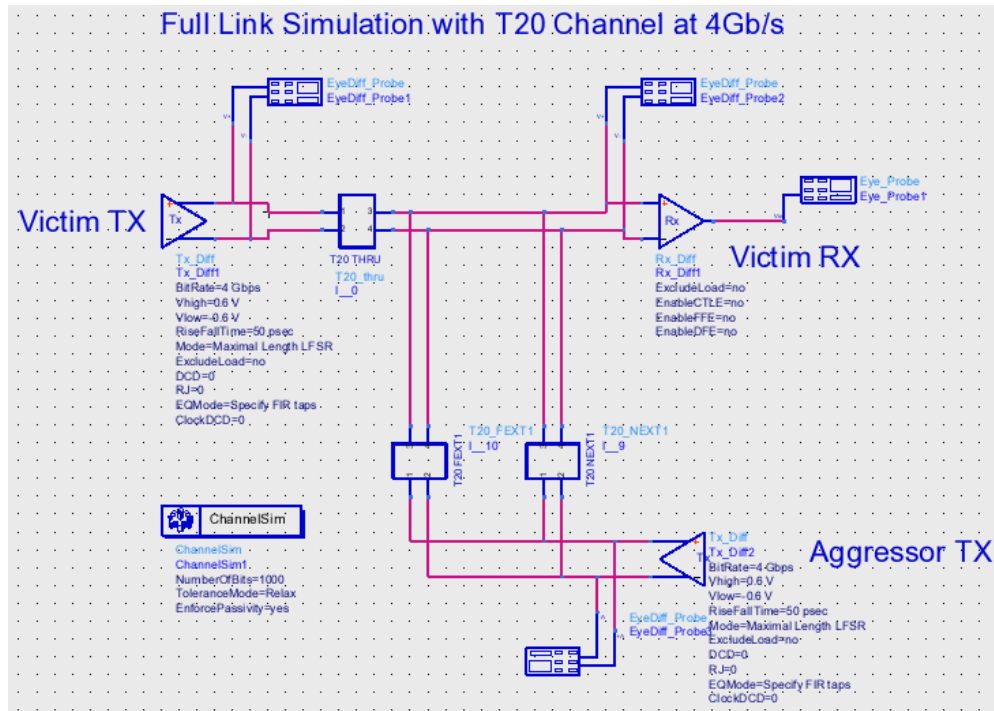 Full Link Simulation with T20 Channel at 4Gb/s
EyeDiff_Probe
EyeDiff_Probe1
EyeDiff_Probe
EyeDiff_Probe2
Eye_Probe
Eye_Probe1
Victim TX
Tx
1
2
3
4
Rx
Victim RX
Tx_Diff
Tx_Diff1
BitRate=4 Gbps
Vhigh=0.6 V
Vlow=-0.6 V
RiseFallTime=50 psec
Mode=Maximal Length LFSR
ExcludeLoad=no
DCD=0
RJ=0
EQMode=Specify FIR taps
ClockDCD=0
T20 THRU
T20_thru
I__0
Rx_Diff
Rx_Diff1
ExcludeLoad=no
EnableCTLE=no
EnableFFE=no
EnableDFE=no
T20_FEXT1
I__10
T20 FEXT1
1
2
T20_NEXT1
I__9
T20 NEXT1
1
2
ChannelSim
ChannelSim
ChannelSim1
NumberOfBits=1000
ToleranceMode=Relax
EnforcePassivity=yes
Aggressor TX
Tx_Diff
Tx_Diff2
BitRate=4 Gbps
Vhigh=0.6 V
Vlow=-0.6 V
RiseFallTime=50 psec
Mode=Maximal Length LFSR
ExcludeLoad=no
DCD=0
RJ=0
EQMode=Specify FIR taps
ClockDCD=0
EyeDiff_Probe
EyeDiff_Probe3